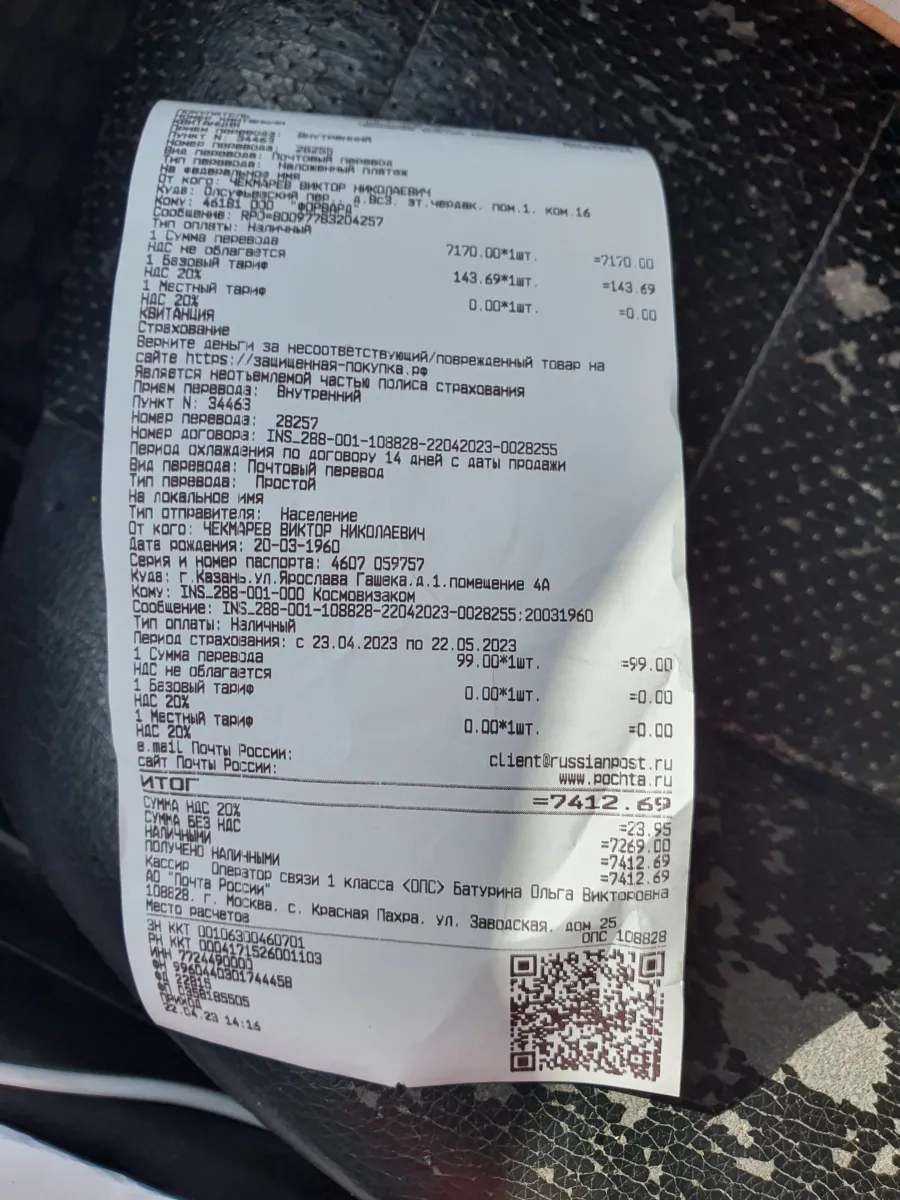 ПОКУПАТЕЛЬ
Номер квитанции
КВИТАНЦИЯ
Прием перевода: Внутренний
Пункт N: 34463
Номер перевода: 28255
Вид перевода: Почтовый перевод
Тип перевода: Наложенный платеж
На федеральное имя
От кого: ЧЕКМАРЕВ ВИКТОР НИКОЛАЕВИЧ
Куда: Олсуфьевский пер., д.8с3, эт.чердак, пом.1, ком.16
Кому: 46181 ООО "ФОРВАРД"
Сообщение: RPO=80097783204257
Тип оплаты: Наличный
1 Сумма перевода 7170.00*1шт. =7170.00
НДС не облагается
1 Базовый тариф 143.69*1шт. =143.69
НДС 20%
1 Местный тариф 0.00*1шт. =0.00
НДС 20%
КВИТАНЦИЯ
Страхование
Верните деньги за несоответствующий/поврежденный товар на
сайте https://защищенная-покупка.рф
Является неотъемлемой частью полиса страхования
Прием перевода: Внутренний
Пункт N: 34463
Номер перевода: 28257
Номер договора: INS_288-001-108828-22042023-0028255
Период охлаждения по договору 14 дней с даты продажи
Вид перевода: Почтовый перевод
Тип перевода: Простой
На локальное имя
Тип отправителя: Население
От кого: ЧЕКМАРЕВ ВИКТОР НИКОЛАЕВИЧ
Дата рождения: 20-03-1960
Серия и номер паспорта: 4607 059757
Куда: г.Казань,ул.Ярослава Гашека,д.1,помещение 4А
Кому: INS_288-001-ООО Космовизаком
Сообщение: INS_288-001-108828-22042023-0028255;20031960
Тип оплаты: Наличный
Период страхования: с 23.04.2023 по 22.05.2023
1 Сумма перевода 99.00*1шт. =99.00
НДС не облагается
1 Базовый тариф 0.00*1шт. =0.00
НДС 20%
1 Местный тариф 0.00*1шт. =0.00
НДС 20%
e.mail Почты России: client@russianpost.ru
сайт Почты России: www.pochta.ru
ИТОГ =7412.69
СУММА НДС 20% =23.95
СУММА БЕЗ НДС =7269.00
НАЛИЧНЫМИ =7412.69
ПОЛУЧЕНО НАЛИЧНЫМИ =7412.69
Кассир Оператор связи 1 класса <ОПС> Батурина Ольга Викторовна
АО "Почта России"
108828, г. Москва, с. Красная Пахра, ул. Заводская, дом 25
Место расчетов ОПС 108828
ЗН ККТ 00106300460701
РН ККТ 0004171526001103
ИНН 7724490000
9960440301744458
0358185505
ПРИХОД
22.04.23 14:16